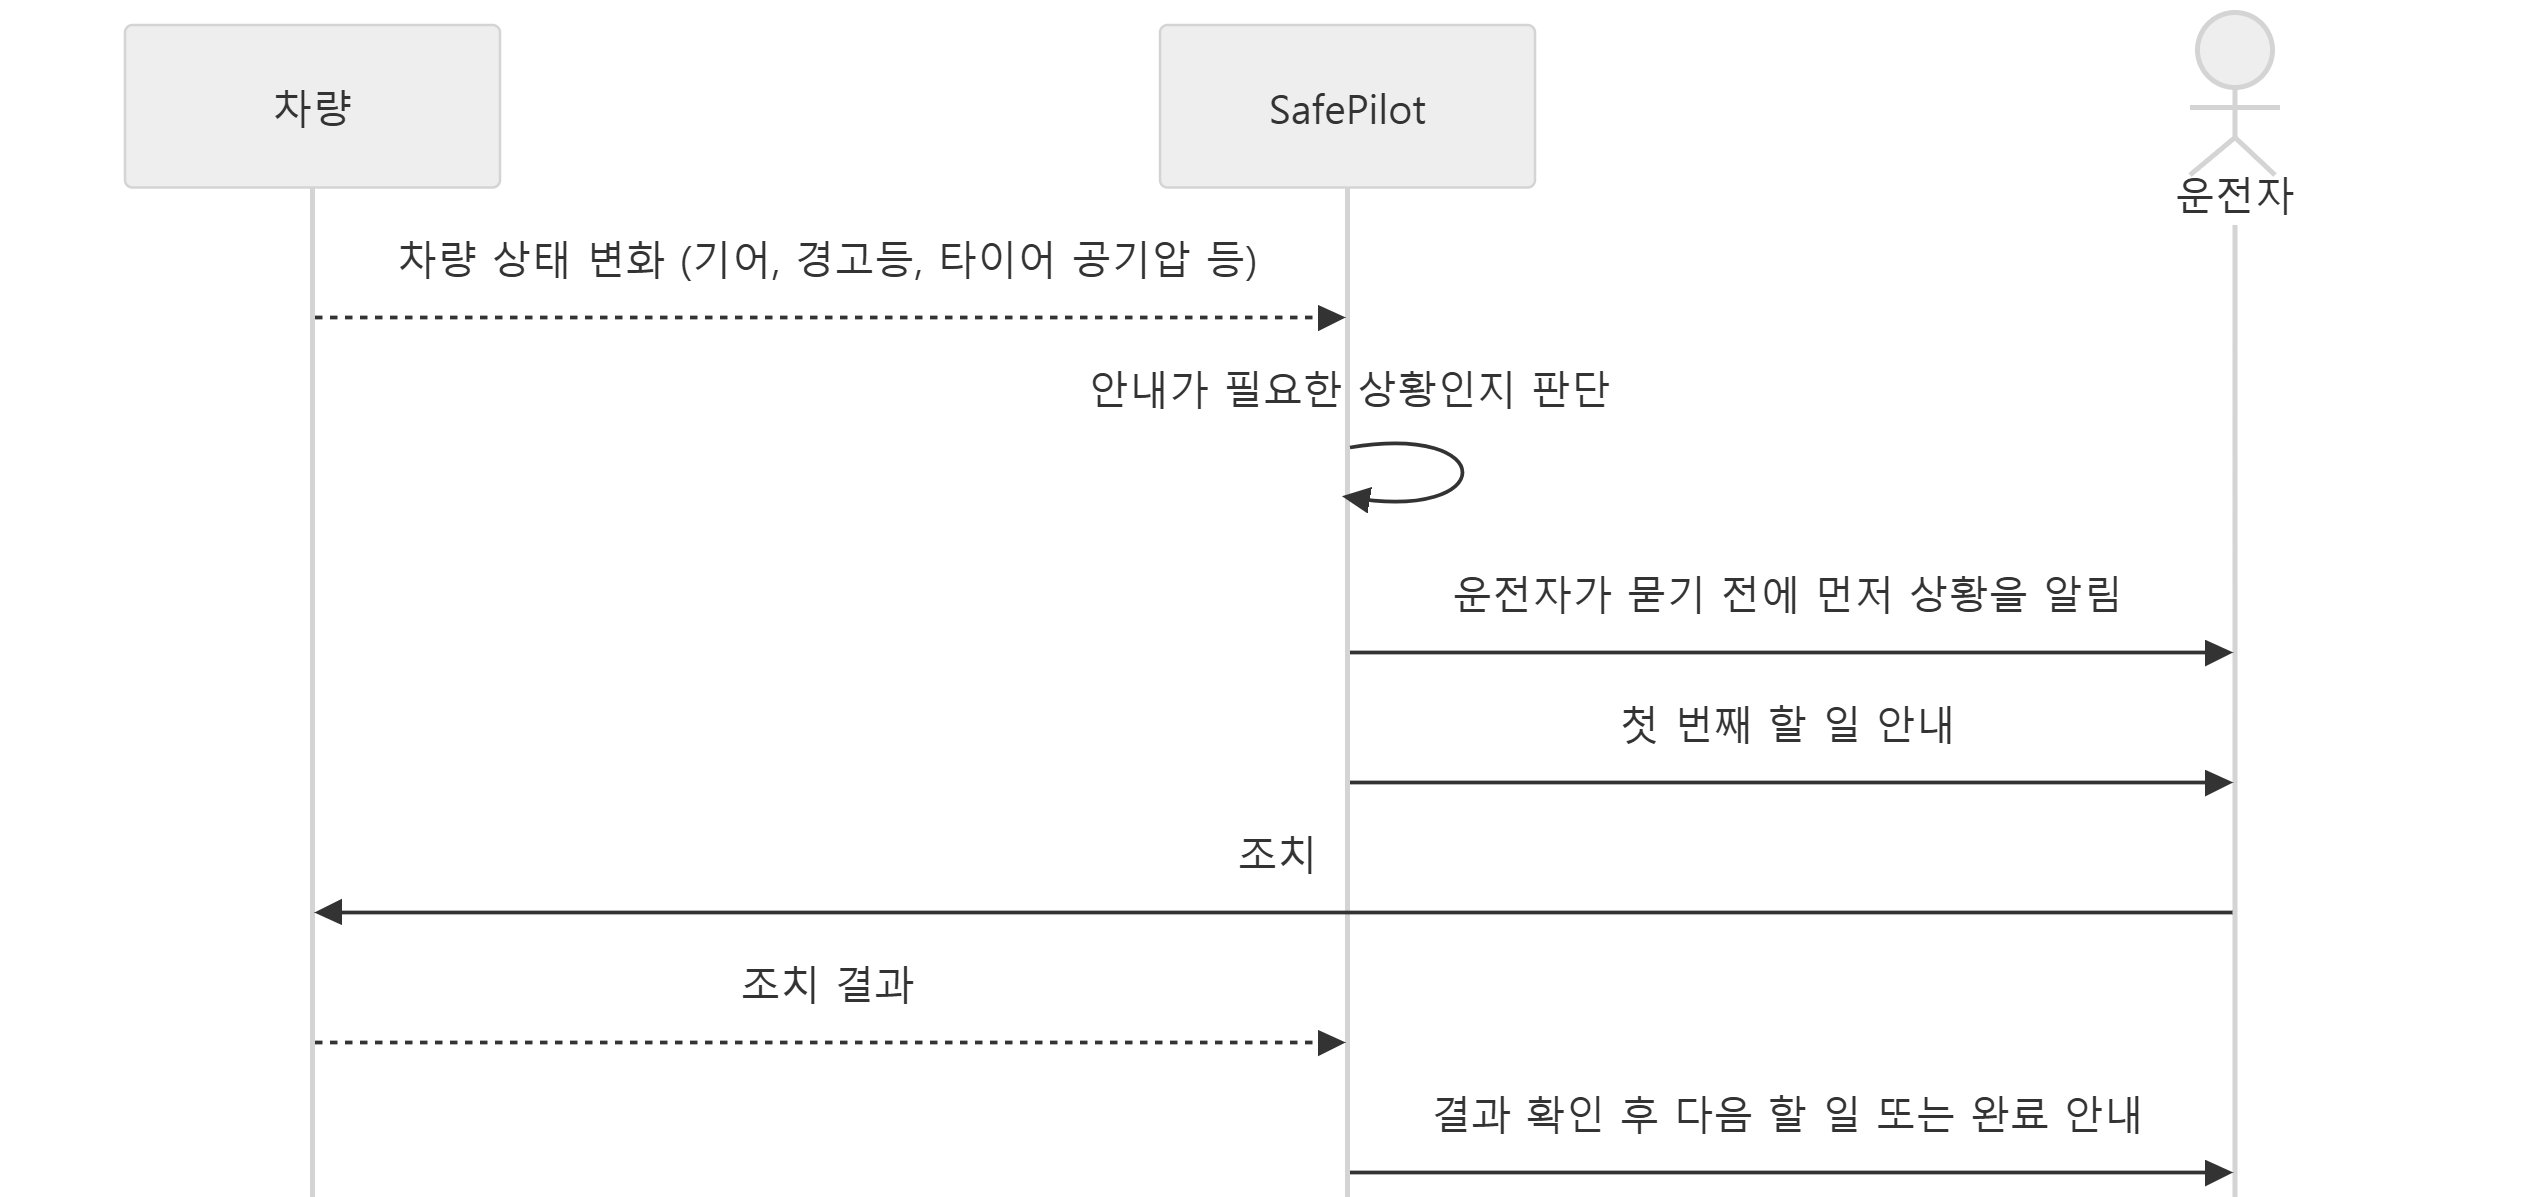 차량
SafePilot
운전자
차량 상태 변화 (기어, 경고등, 타이어 공기압 등)
안내가 필요한 상황인지 판단
운전자가 묻기 전에 먼저 상황을 알림
첫 번째 할 일 안내
조치
조치 결과
결과 확인 후 다음 할 일 또는 완료 안내